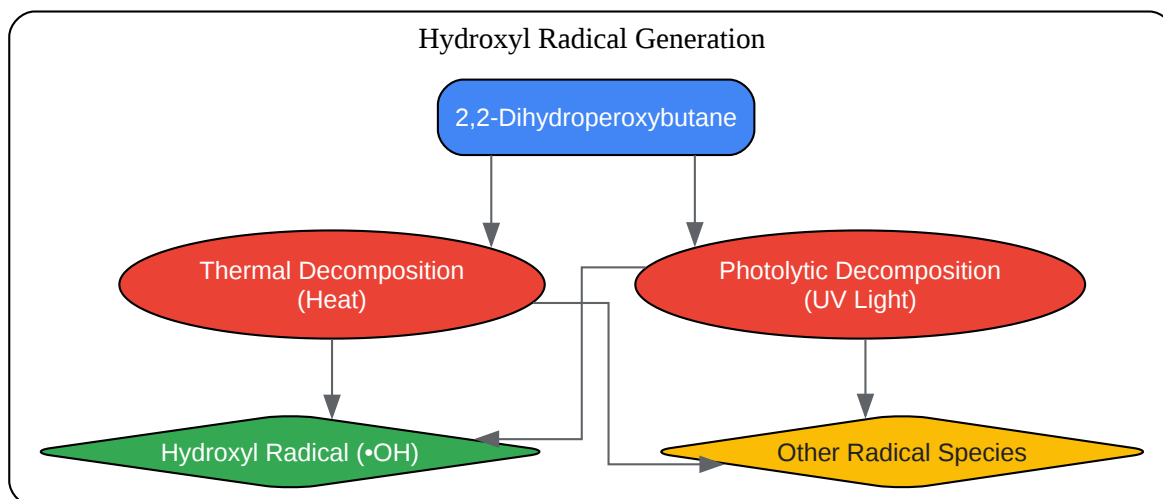 Hydroxyl Radical Generation
2,2-Dihydroperoxybutane
Thermal Decomposition
(Heat)
Photolytic Decomposition
(UV Light)
Hydroxyl Radical (•OH)
Other Radical Species